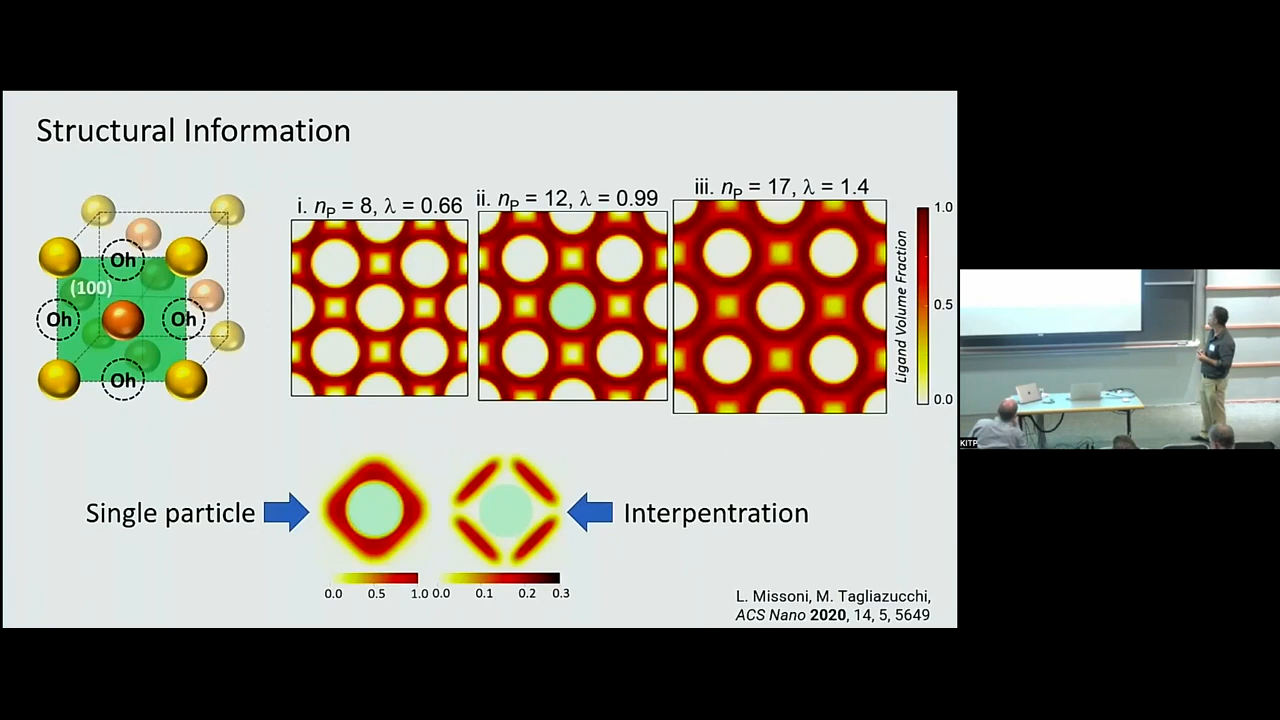 Structural Information
i. nP = 8, λ = 0.66
ii. nP = 12, λ = 0.99
iii. nP = 17, λ = 1.4
Oh
(100)
Oh
Oh
Oh
1.0
0.5
0.0
Ligand Volume Fraction
Single particle
Interpentration
0.0 0.5 1.0
0.0 0.1 0.2 0.3
L. Missoni, M. Tagliazucchi,
ACS Nano 2020, 14, 5, 5649
KITP